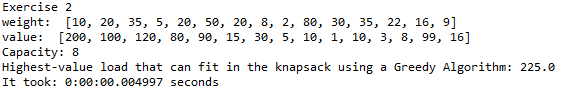 Exercise 2
weight:  [10, 20, 35, 5, 20, 50, 20, 8, 2, 80, 30, 35, 22, 16, 9]
value:  [200, 100, 120, 80, 90, 15, 30, 5, 10, 1, 10, 3, 8, 99, 16]
Capacity: 8
Highest-value load that can fit in the knapsack using a Greedy Algorithm: 225.0
It took: 0:00:00.004997 seconds